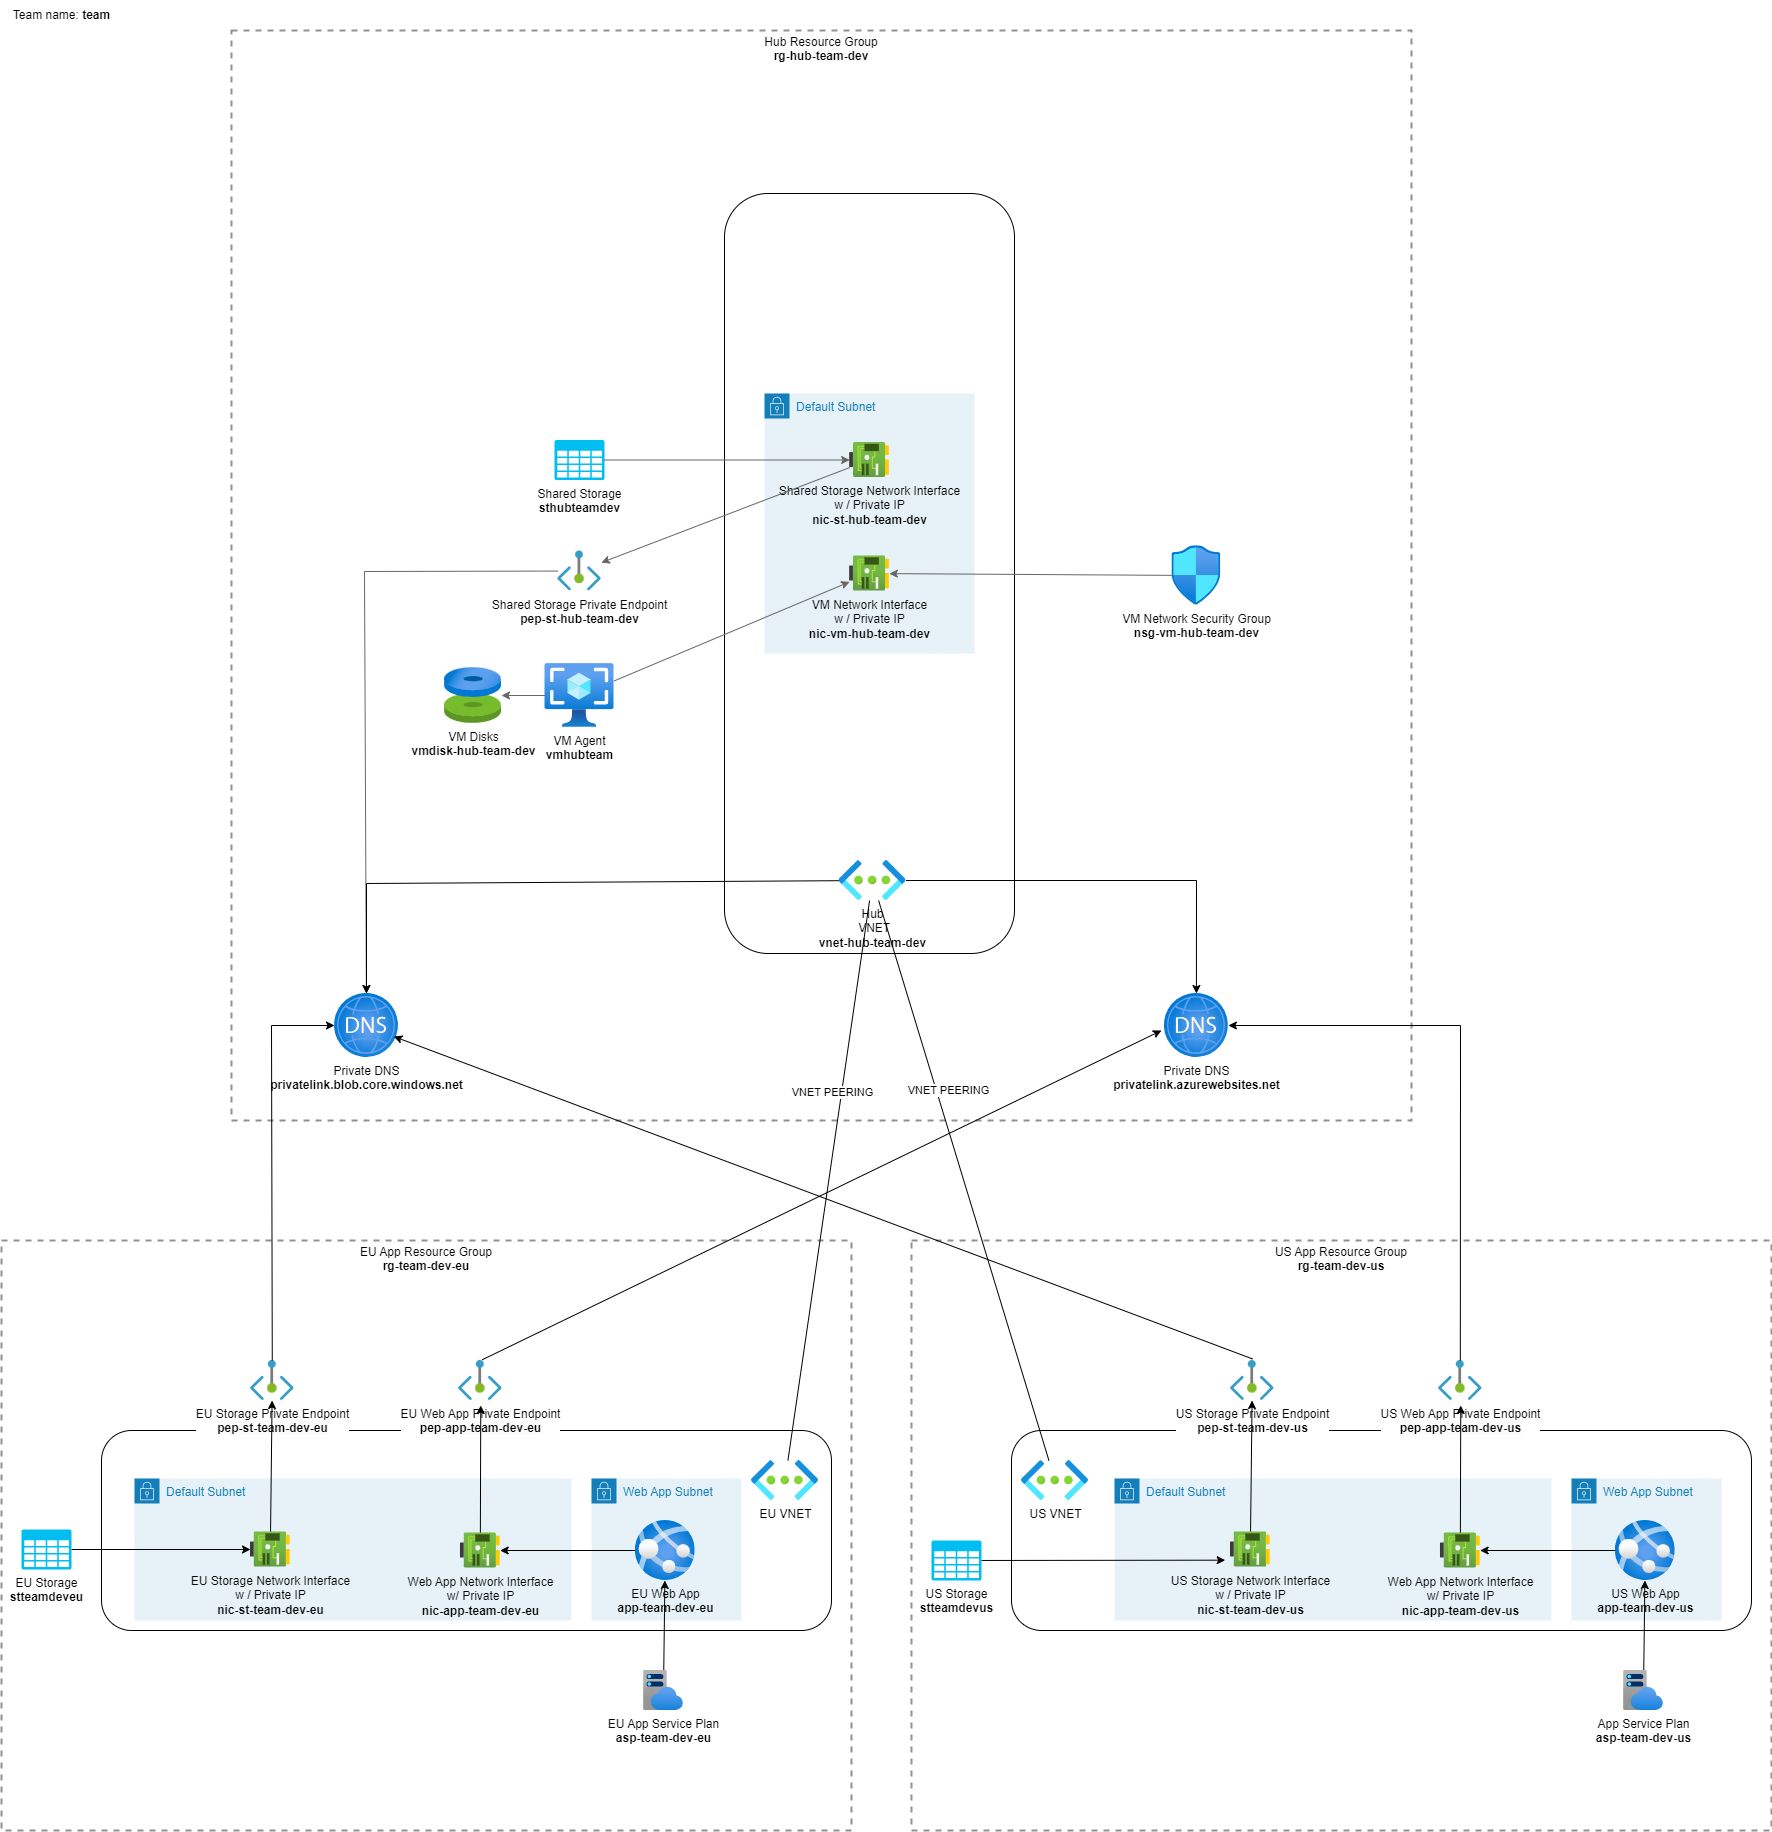 Team name: team
Hub Resource Group
rg-hub-team-dev
Default Subnet
Shared Storage
sthubteamdev
Shared Storage Network Interface
w / Private IP
nic-st-hub-team-dev
Shared Storage Private Endpoint
pep-st-hub-team-dev
VM Network Interface
w / Private IP
nic-vm-hub-team-dev
VM Network Security Group
nsg-vm-hub-team-dev
VM Disks
vmdisk-hub-team-dev
VM Agent
vmhubteam
Hub
VNET
vnet-hub-team-dev
DNS
Private DNS
privatelink.blob.core.windows.net
DNS
Private DNS
privatelink.azurewebsites.net
VNET PEERING
VNET PEERING
EU App Resource Group
rg-team-dev-eu
EU Storage Private Endpoint
pep-st-team-dev-eu
EU Web App Private Endpoint
pep-app-team-dev-eu
Default Subnet
Web App Subnet
EU VNET
EU Storage
stteamdeveu
EU Storage Network Interface
w / Private IP
nic-st-team-dev-eu
Web App Network Interface
w/ Private IP
nic-app-team-dev-eu
EU Web App
app-team-dev-eu
EU App Service Plan
asp-team-dev-eu
US App Resource Group
rg-team-dev-us
US Storage Private Endpoint
pep-st-team-dev-us
US Web App Private Endpoint
pep-app-team-dev-us
US VNET
Default Subnet
Web App Subnet
US Storage
stteamdevus
US Storage Network Interface
w / Private IP
nic-st-team-dev-us
Web App Network Interface
w/ Private IP
nic-app-team-dev-us
US Web App
app-team-dev-us
App Service Plan
asp-team-dev-us